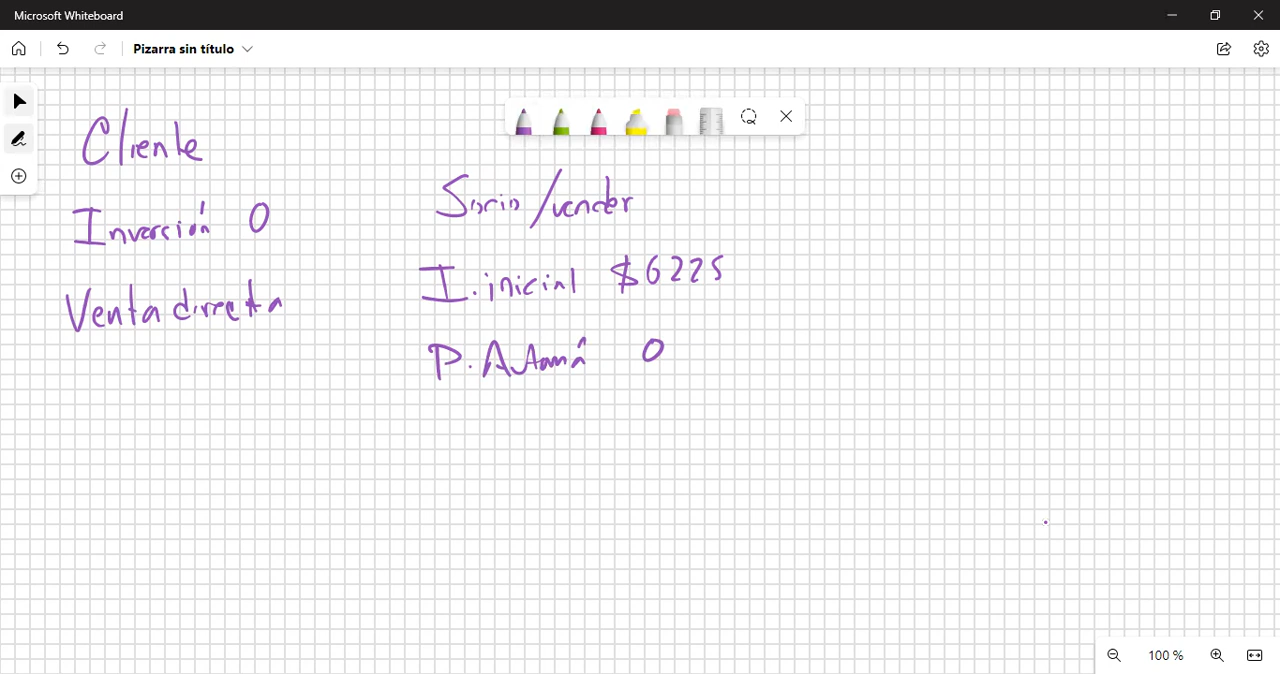 Microsoft Whiteboard
Pizarra sin título
Cliente
Inversión 0
Venta directa
Socio/vender
I. inicial $6225
P. 0
100 %